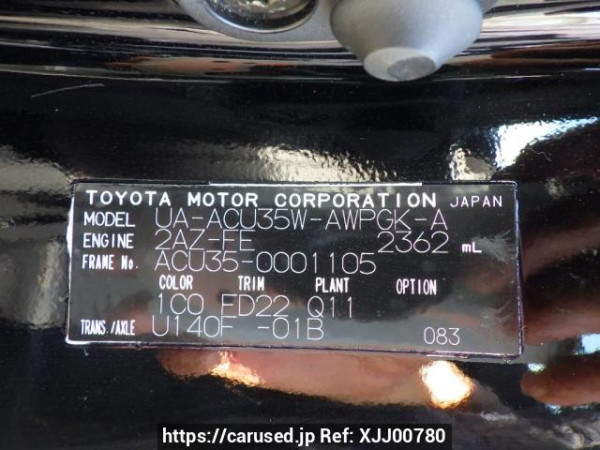 TOYOTA MOTOR CORPORATION JAPAN
MODEL UA-ACU35W-AWPGK-A
ENGINE 2AZ-FE 2362 mL
FRAME No. ACU35-0001105
COLOR TRIM PLANT OPTION
1C0 FD22 Q11
TRANS./AXLE U140F -01B 083
https://carused.jp Ref: XJJ00780